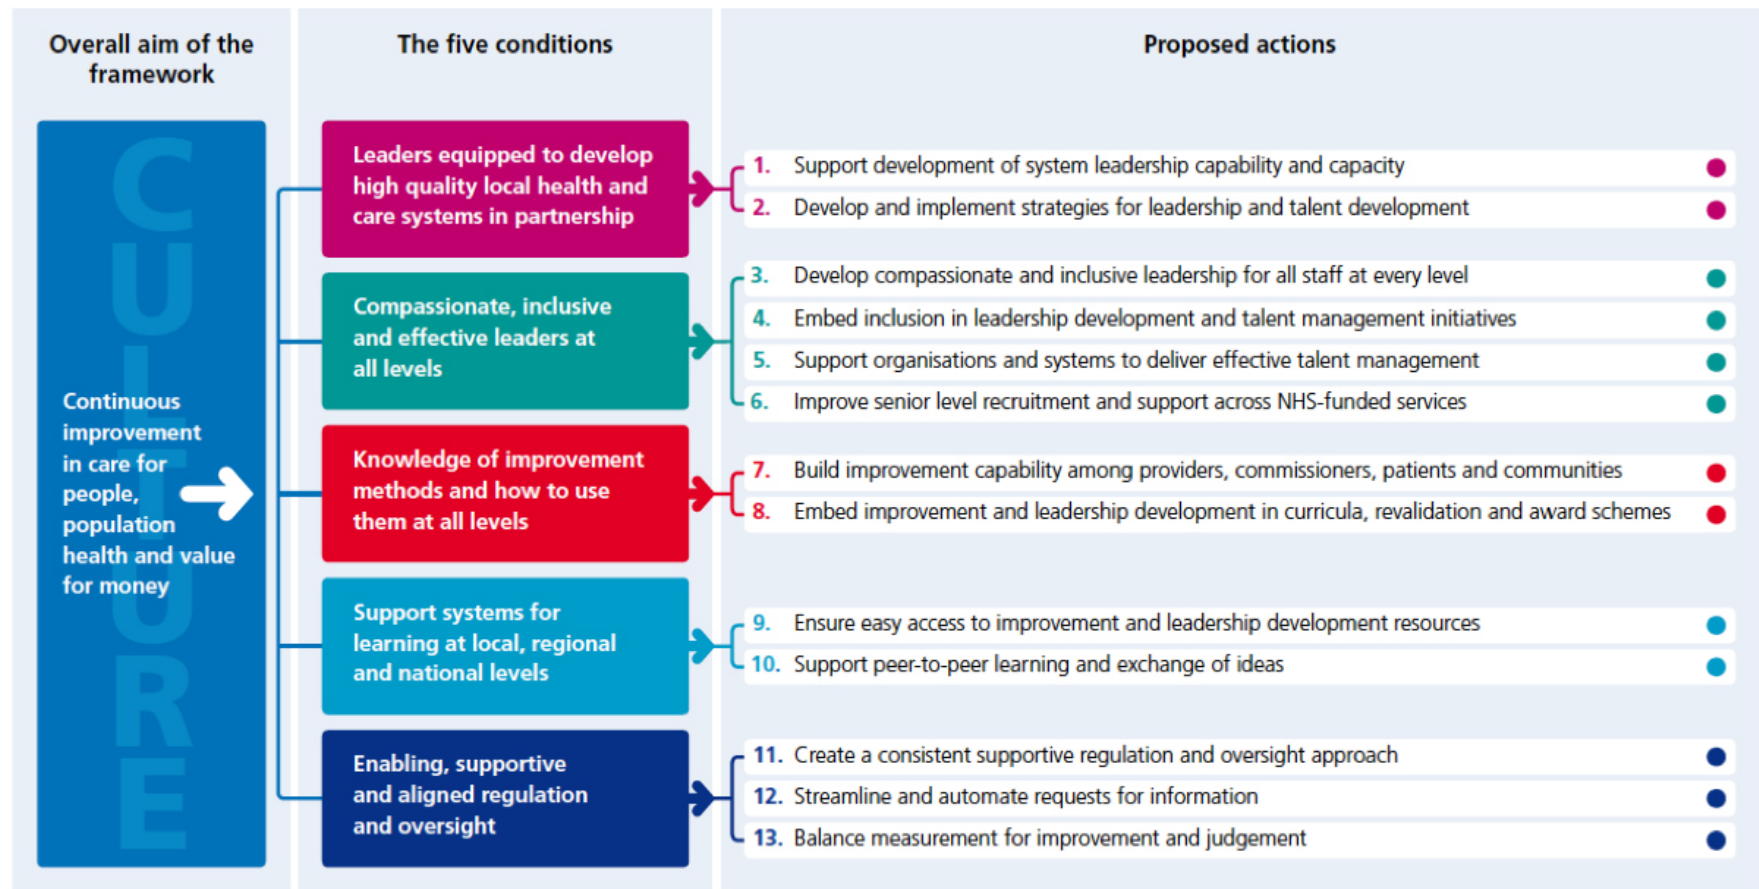 Overall aim of the
framework
CULTURE
Continuous
improvement
in care for
people,
population
health and value
for money
The five conditions
Leaders equipped to develop
high quality local health and
care systems in partnership
Compassionate, inclusive
and effective leaders at
all levels
Knowledge of improvement
methods and how to use
them at all levels
Support systems for
learning at local, regional
and national levels
Enabling, supportive
and aligned regulation
and oversight
Proposed actions
1. Support development of system leadership capability and capacity
2. Develop and implement strategies for leadership and talent development
3. Develop compassionate and inclusive leadership for all staff at every level
4. Embed inclusion in leadership development and talent management initiatives
5. Support organisations and systems to deliver effective talent management
6. Improve senior level recruitment and support across NHS-funded services
7. Build improvement capability among providers, commissioners, patients and communities
8. Embed improvement and leadership development in curricula, revalidation and award schemes
9. Ensure easy access to improvement and leadership development resources
10. Support peer-to-peer learning and exchange of ideas
11. Create a consistent supportive regulation and oversight approach
12. Streamline and automate requests for information
13. Balance measurement for improvement and judgement